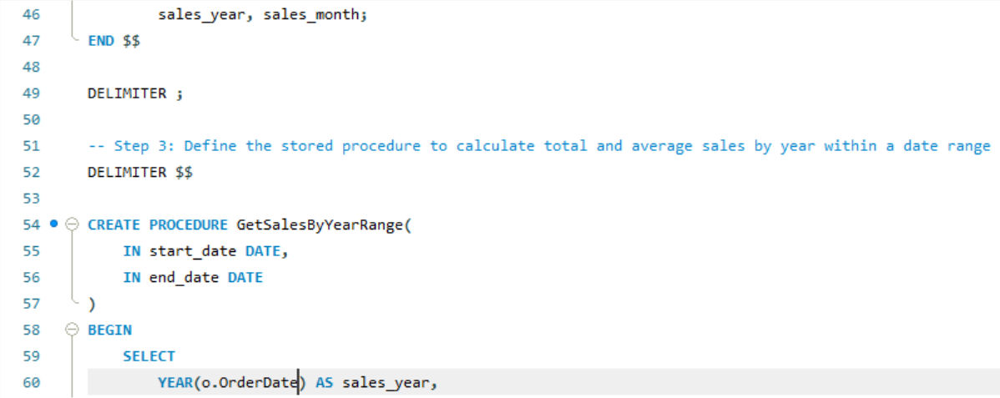 46 sales_year, sales_month;
47 END $$
48
49 DELIMITER ;
50
51 -- Step 3: Define the stored procedure to calculate total and average sales by year within a date range
52 DELIMITER $$
53
54 CREATE PROCEDURE GetSalesByYearRange(
55 IN start_date DATE,
56 IN end_date DATE
57 )
58 BEGIN
59 SELECT
60 YEAR(o.OrderDate) AS sales_year,